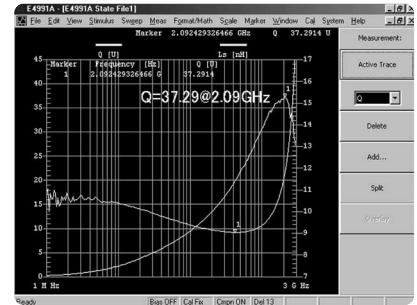 E4991A - [E4991A State File1]
File Edit View Stimulus Sweep Meas Format/Math Scale Marker Window Cal System Help
Marker 2.092429326466 GHz Q 37.2914 U
Q [U] Ls [nH]
Marker Frequency [Hz] Q [U]
1 2.092429326466 G 37.2914
Q=37.29@2.09GHz
45
40
35
30
25
20
15
10
5
0
-17
-16
-15
-14
-13
-12
-11
-10
-9
-8
-7
1
1
1 M Hz 3 G Hz
Measurement:
Active Trace
Q
Delete
Add...
Split
Overlay
Ready Bias OFF Cal Fix Cmpn ON Del 13